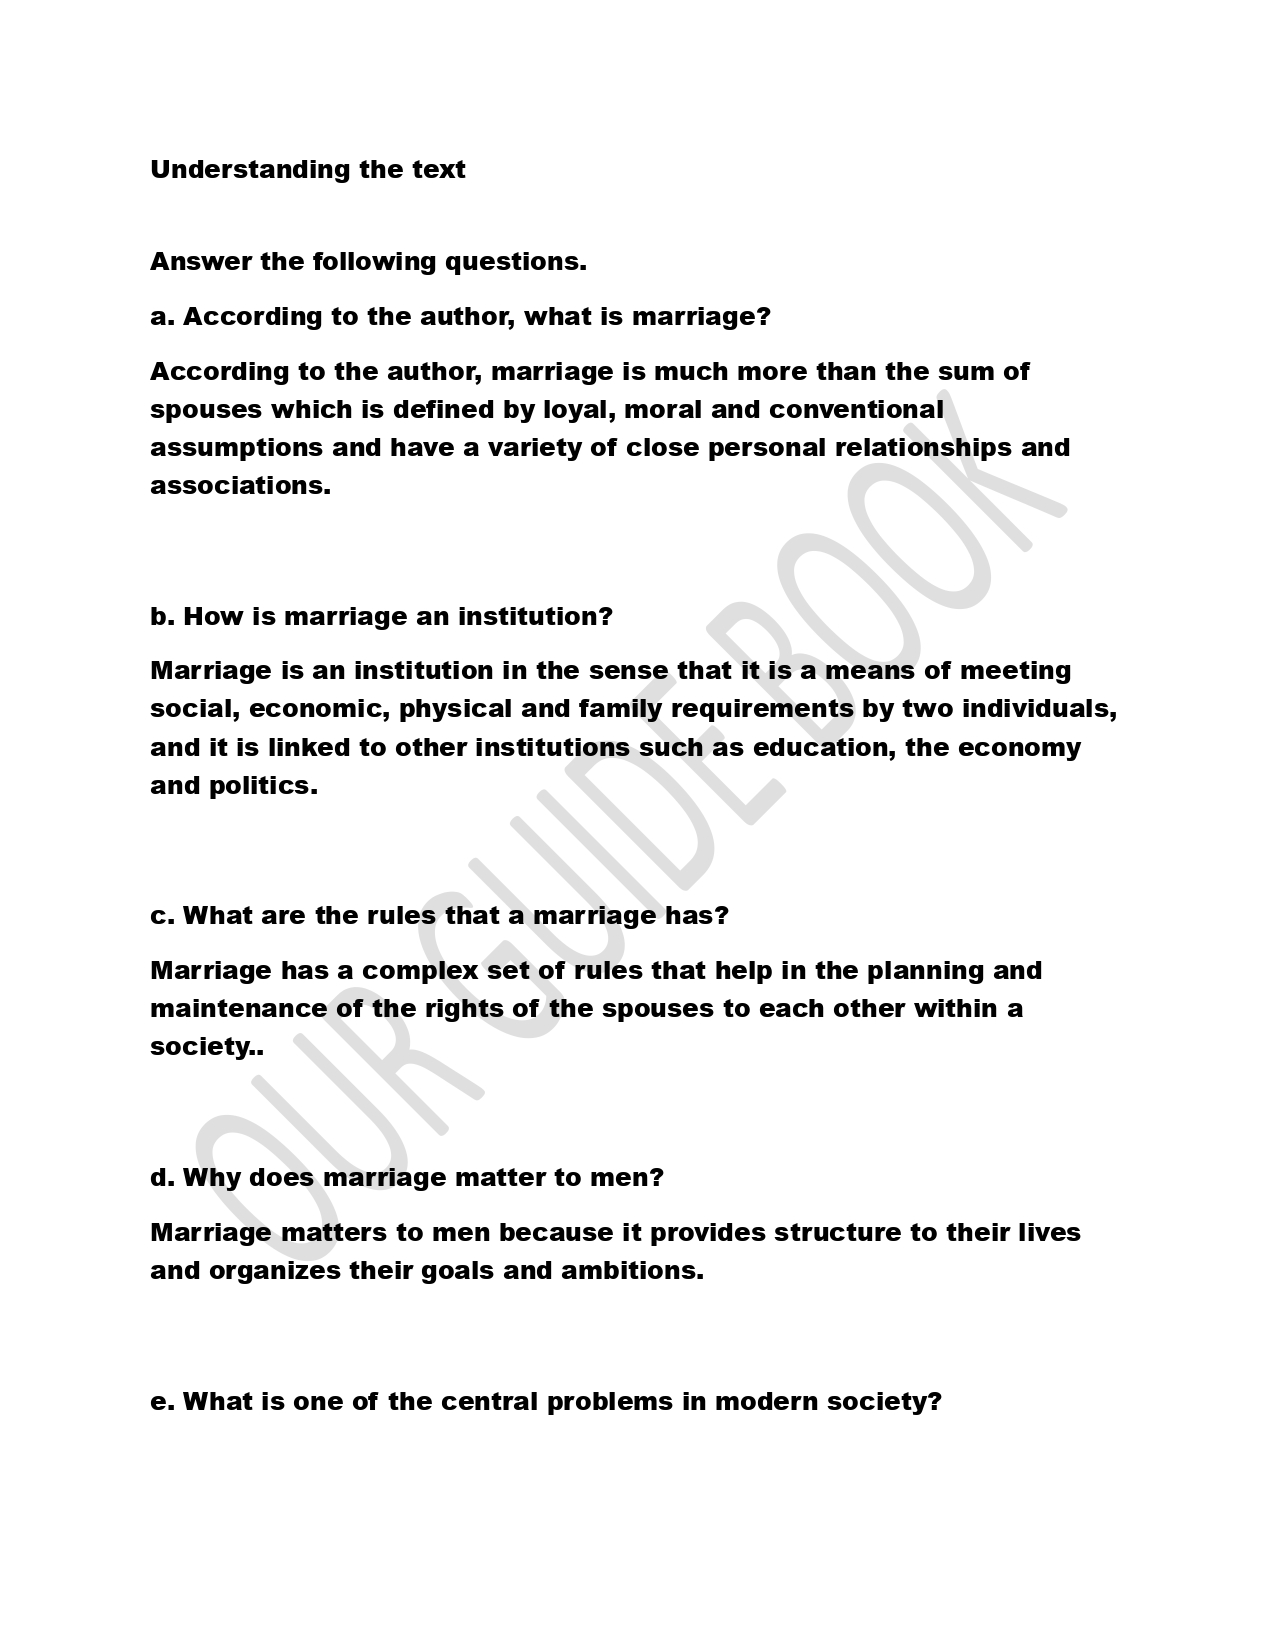 Understanding the text
Answer the following questions.
a. According to the author, what is marriage?
According to the author, marriage is much more than the sum of
spouses which is defined by loyal, moral and conventional
assumptions and have a variety of close personal relationships and
associations.
b. How is marriage an institution?
Marriage is an institution in the sense that it is a means of meeting
social, economic, physical and family requirements by two individuals,
and it is linked to other institutions such as education, the economy
and politics.
c. What are the rules that a marriage has?
Marriage has a complex set of rules that help in the planning and
maintenance of the rights of the spouses to each other within a
society..
d. Why does marriage matter to men?
Marriage matters to men because it provides structure to their lives
and organizes their goals and ambitions.
e. What is one of the central problems in modern society?
OUR GUIDE BOOK